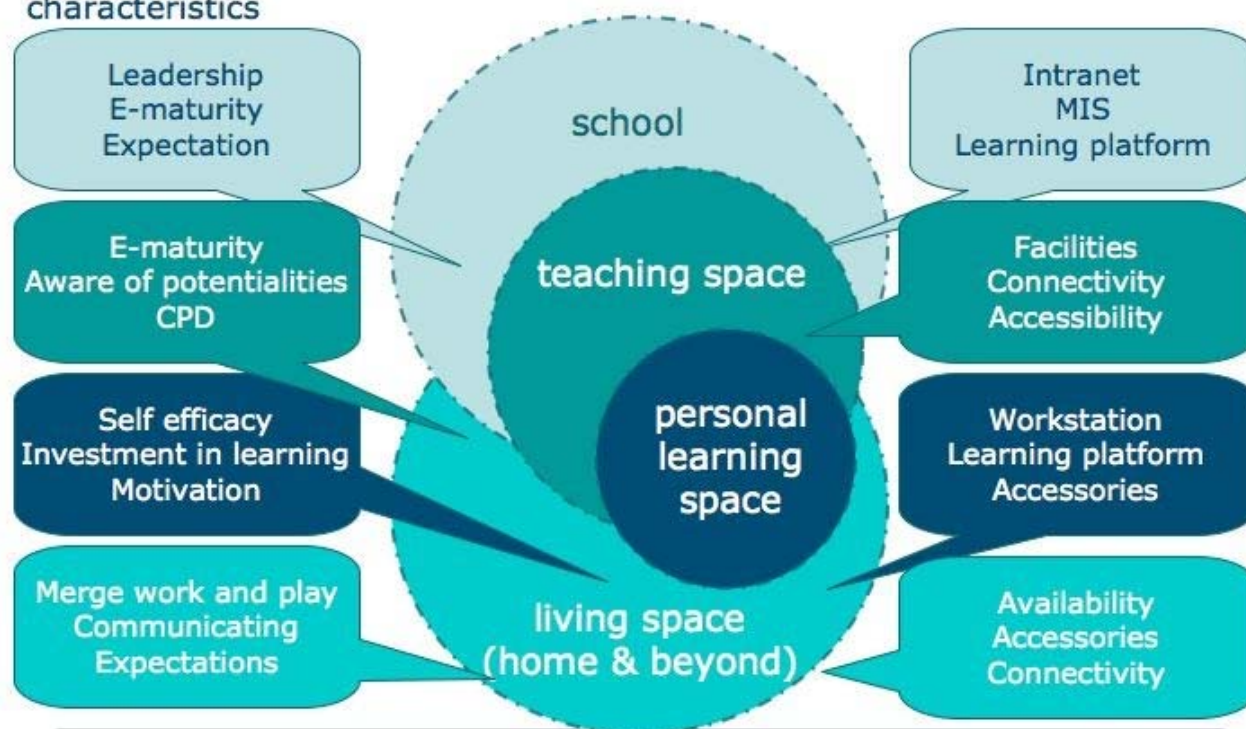 characteristics
Leadership
E-maturity
Expectation
E-maturity
Aware of potentialities
CPD
Self efficacy
Investment in learning
Motivation
Merge work and play
Communicating
Expectations
school
teaching space
personal
learning
space
living space
(home & beyond)
Intranet
MIS
Learning platform
Facilities
Connectivity
Accessibility
Workstation
Learning platform
Accessories
Availability
Accessories
Connectivity